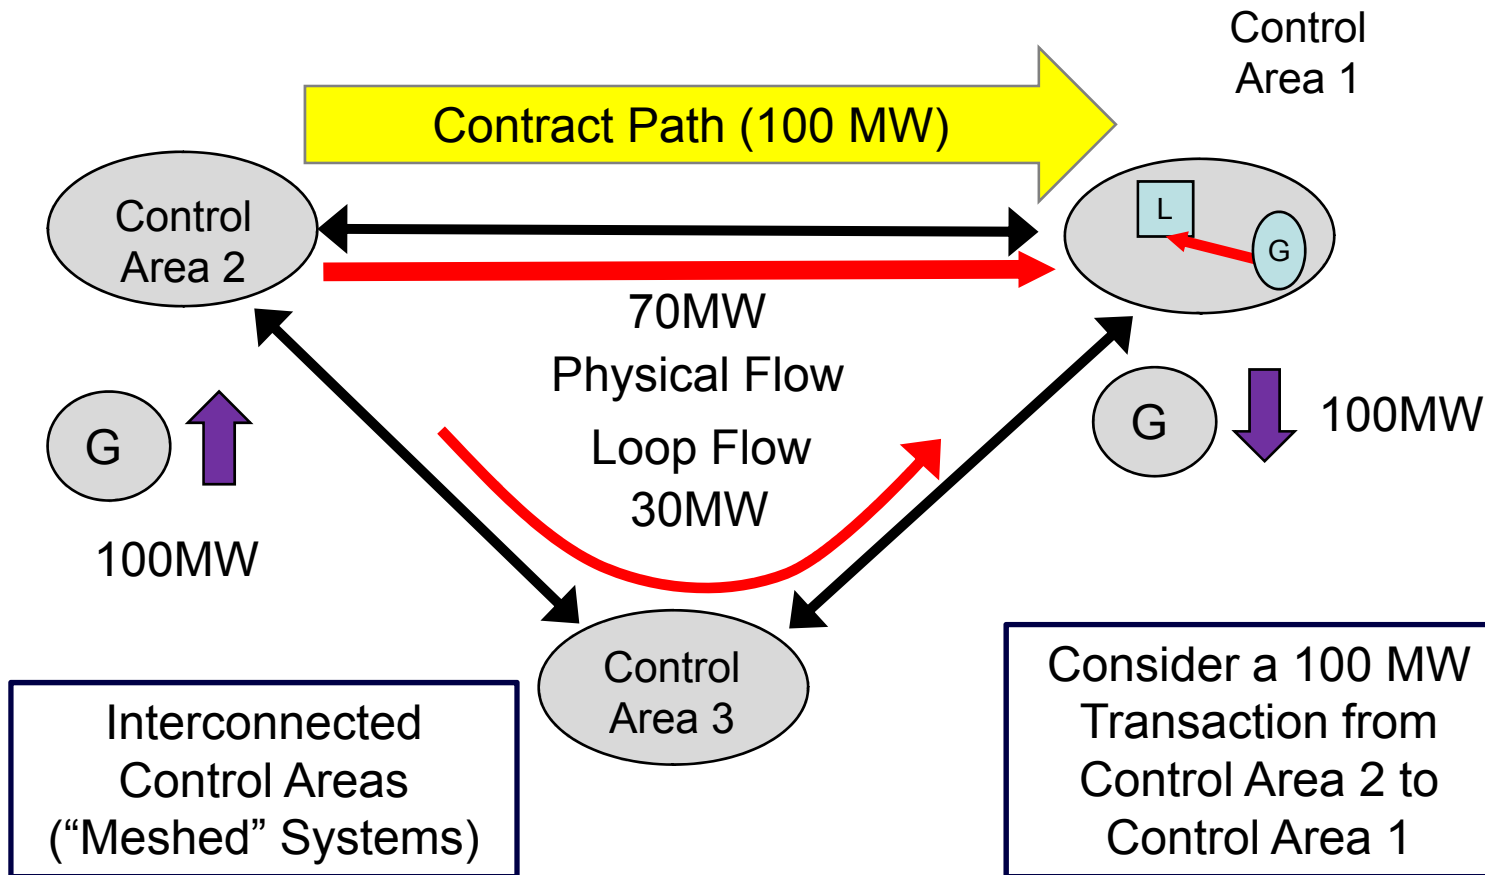 Control
Area 1
Contract Path (100 MW)
Control
Area 2
L
G
70MW
Physical Flow
G
100MW
G
100MW
Loop Flow
30MW
Control
Area 3
Interconnected
Control Areas
(“Meshed” Systems)
Consider a 100 MW
Transaction from
Control Area 2 to
Control Area 1